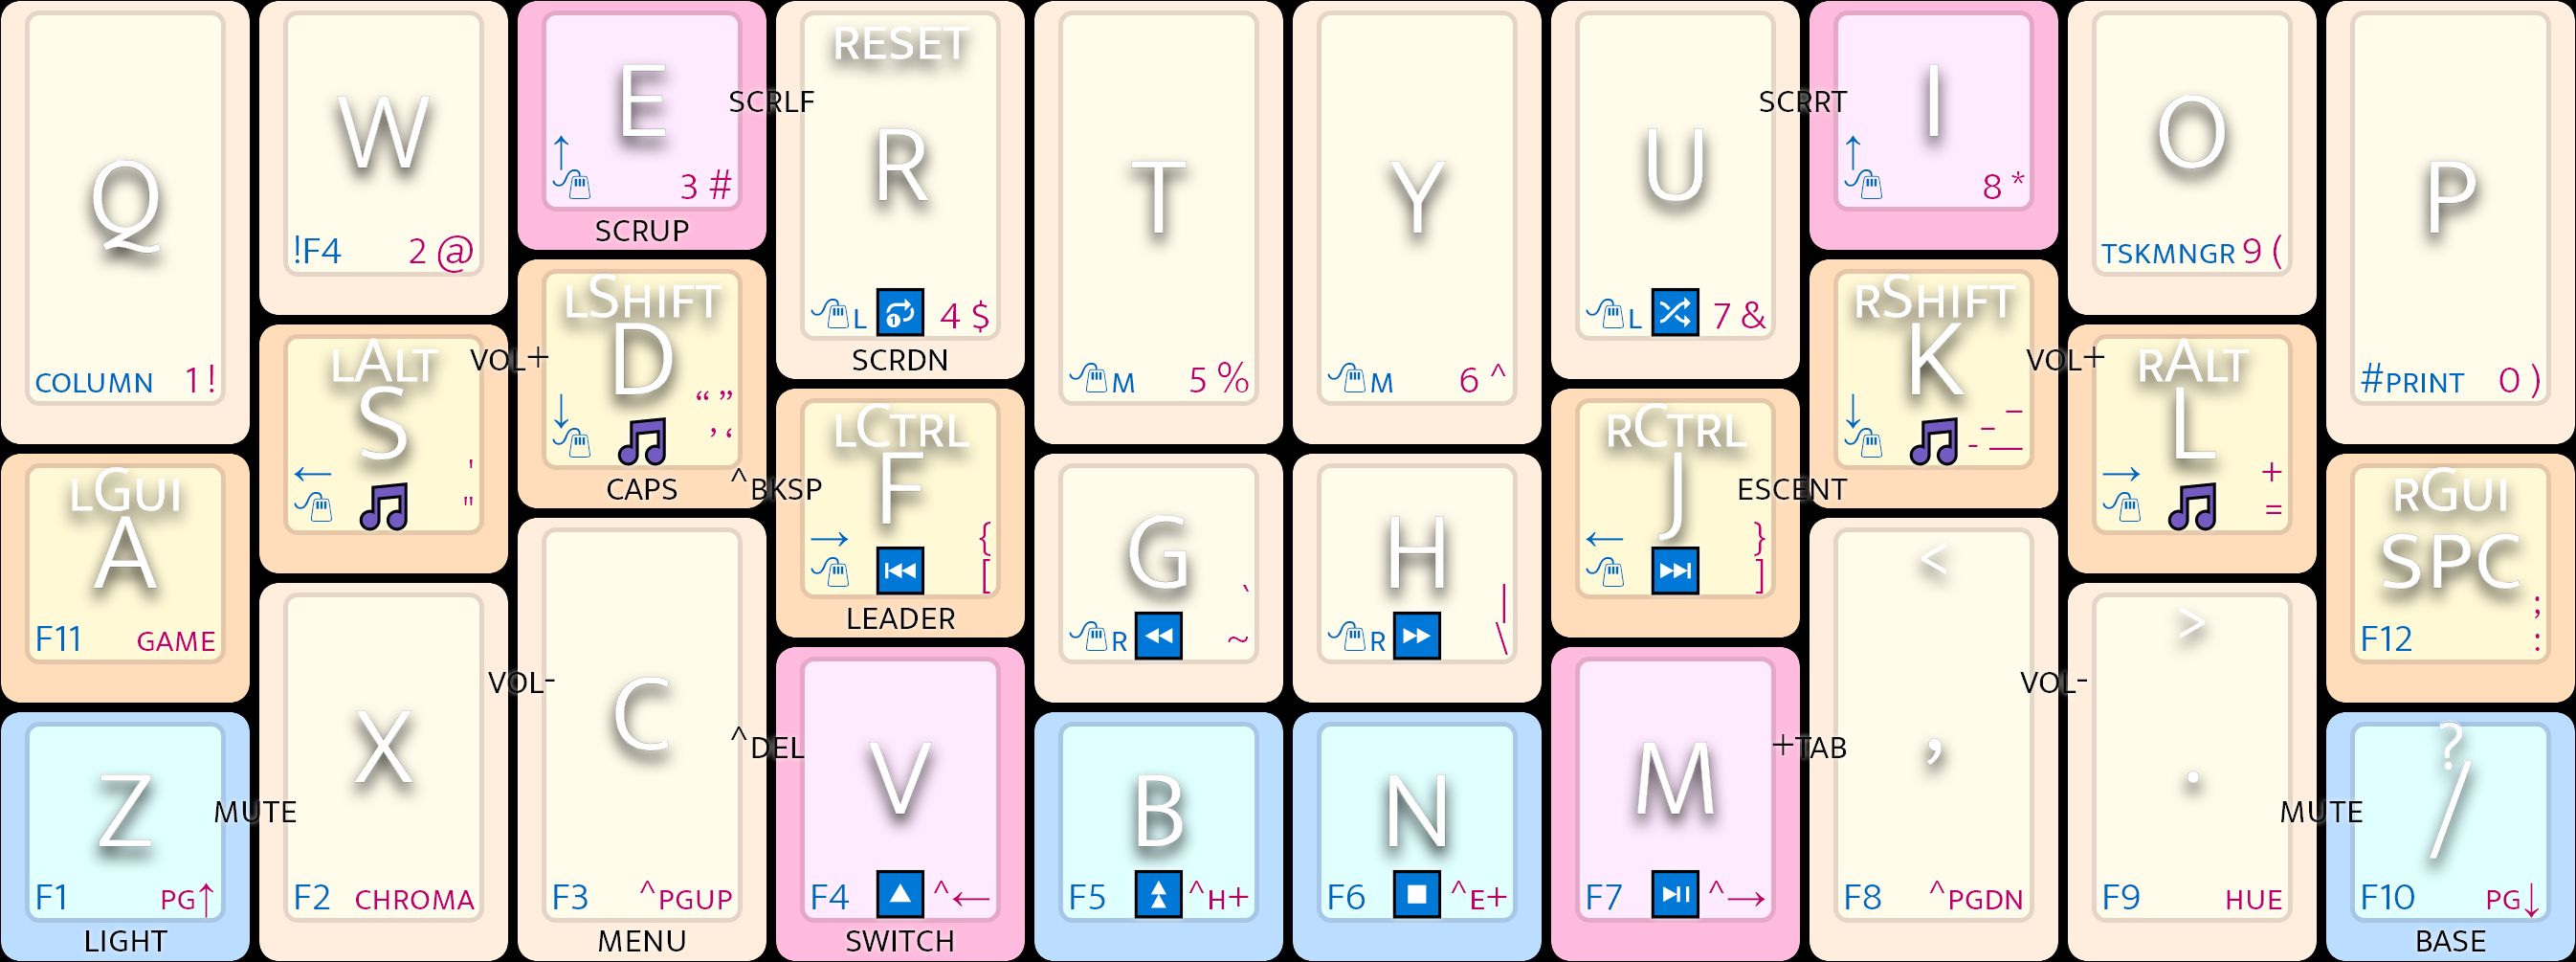 Q
COLUMN 1 !
W
!F4 2 @
E
↑
3 #
SCRUP
SCRLF
RESET
R
L 4 $
SCRDN
T
M 5 %
Y
M 6 ^
U
L 7 &
SCRRT
I
↑
8 *
O
TSKMNGR 9 (
P
#PRINT 0 )
LGUI
A
F11 GAME
LALT
S
← '
"
VOL+
LSHIFT
D
↓ “ ”
’ ‘
CAPS
^BKSP
LCTRL
F
→ {
[
LEADER
G
`
R ~
H
|
R \
RCTRL
J
← }
]
ESCENT
RSHIFT
K
↓ –
- —
VOL+
RALT
L
→ +
=
RGUI
SPC
;
F12 :
Z
F1 PG↑
LIGHT
MUTE
X
F2 CHROMA
VOL-
C
F3 ^PGUP
MENU
^DEL
V
F4 ^←
SWITCH
B
F5 ^H+
N
F6 ^E+
M
F7 ^→
+TAB
<
,
F8 ^PGDN
VOL-
>
.
F9 HUE
MUTE
?
/
F10 PG↓
BASE